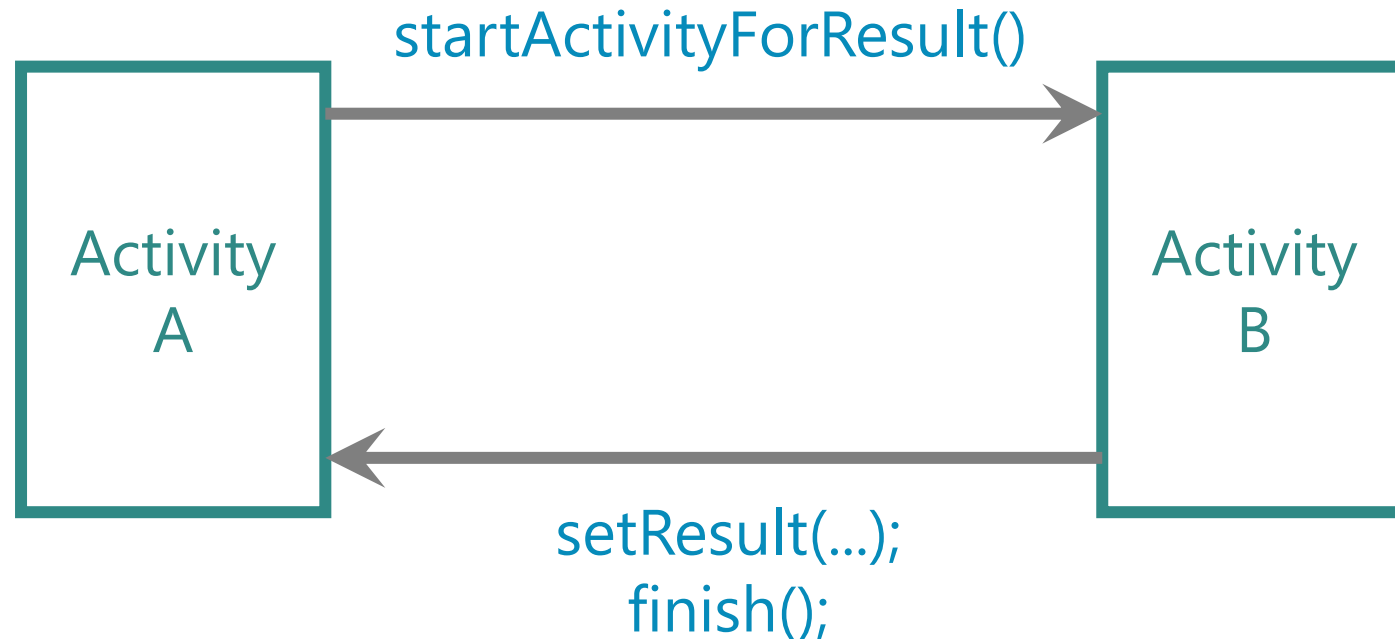 startActivityForResult()
Activity
A
Activity
B
setResult(...);
finish();